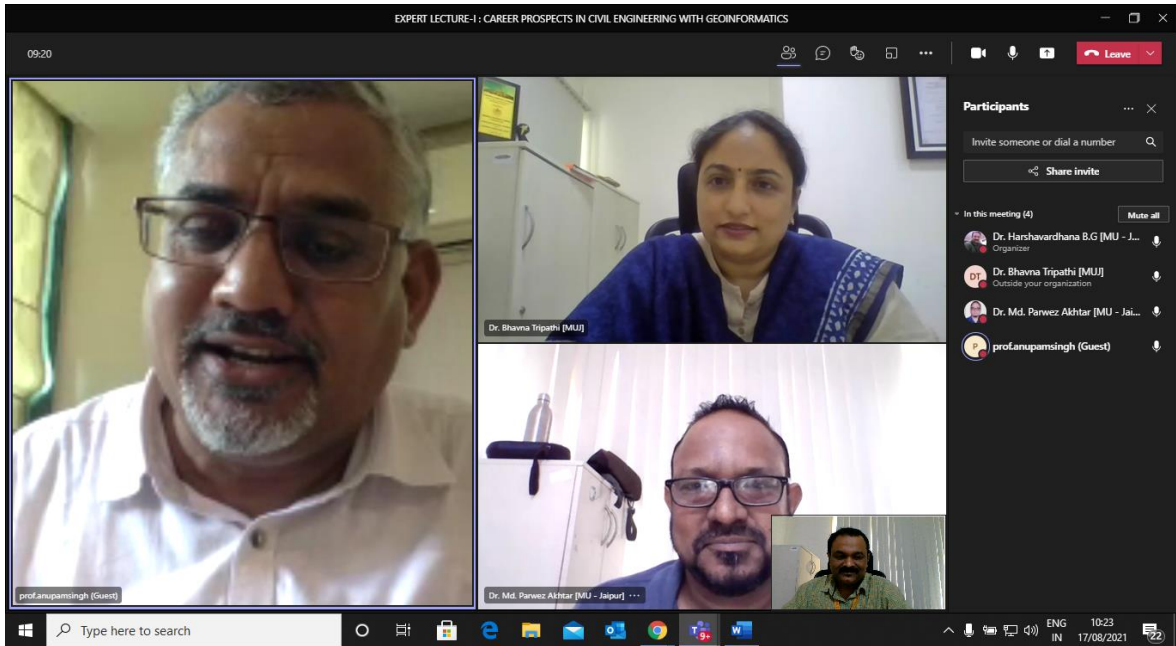 EXPERT LECTURE-I : CAREER PROSPECTS IN CIVIL ENGINEERING WITH GEOINFORMATICS
09:20
Leave
Participants
Invite someone or dial a number
Share invite
In this meeting (4)
Mute all
Dr. Harshavardhana B.G [MU - J...
Organizer
DT
Dr. Bhavna Tripathi [MUJ]
Outside your organization
Dr. Md. Parwez Akhtar [MU - Jai...
P
prof.anupamsingh (Guest)
Dr. Bhavna Tripathi [MUJ]
prof.anupamsingh (Guest)
Dr. Md. Parwez Akhtar [MU - Jaipur] ...
Type here to search
9+
ENG
IN
10:23
17/08/2021
22